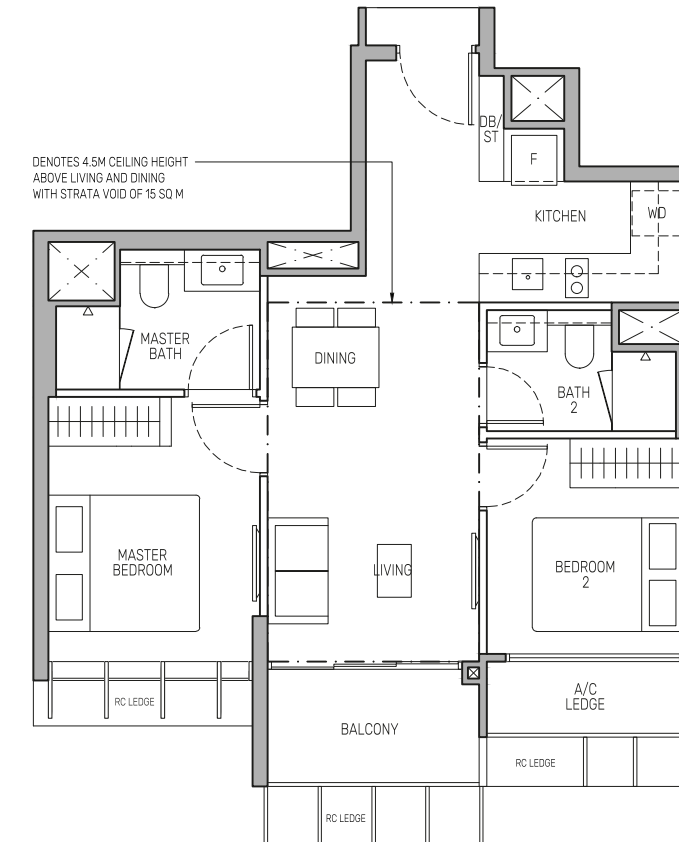 DB/
ST
F
DENOTES 4.5M CEILING HEIGHT
ABOVE LIVING AND DINING
WITH STRATA VOID OF 15 SQ M
KITCHEN
WD
MASTER
BATH
DINING
BATH
2
MASTER
BEDROOM
LIVING
BEDROOM
2
RC LEDGE
A/C
LEDGE
BALCONY
RC LEDGE
RC LEDGE